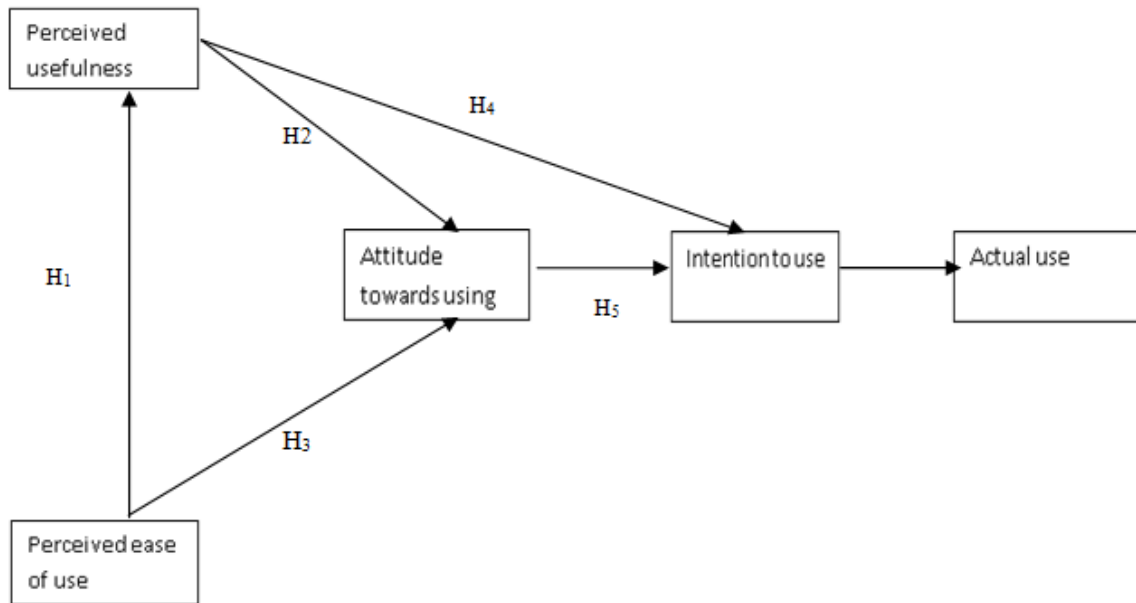 Perceived
usefulness
H4
H2
Attitude
towards using
Intention to use
Actual use
H1
H5
H3
Perceived ease
of use